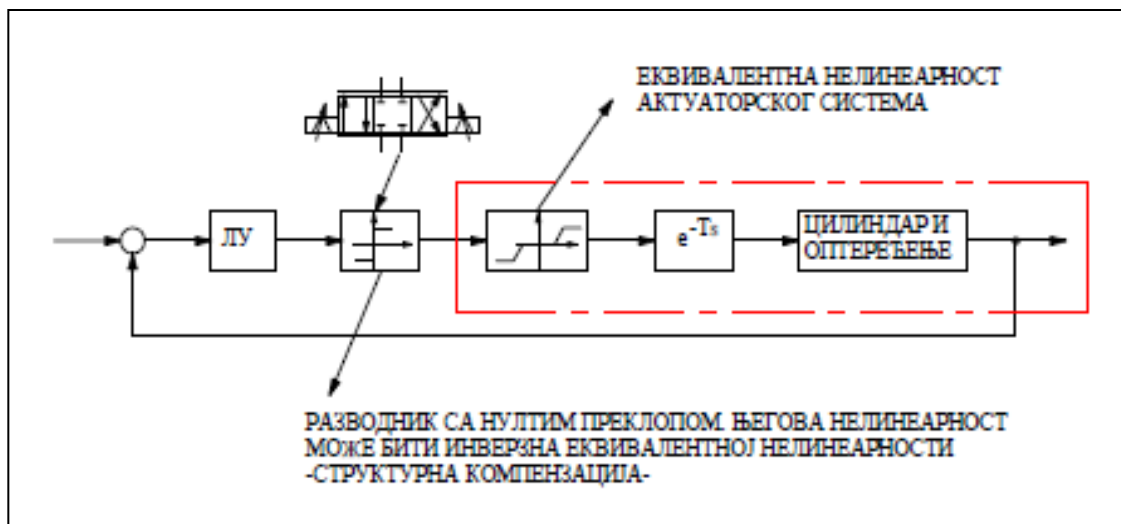 ЕКВИВАЛЕНТНА НЕЛИНЕАРНОСТ
АКТУАТОРСКОГ СИСТЕМА
ЛУ
e-Ts
ЦИЛИНДАР И
ОПТЕРЕЂЕЊЕ
РАЗВОДНИК СА НУЛТИМ ПРЕКЛОПОМ. ЊЕГОВА НЕЛИНЕАРНОСТ
МОЖЕ БИТИ ИНВЕРЗНА ЕКВИВАЛЕНТНОЈ НЕЛИНЕАРНОСТИ
-СТРУКТУРНА КОМПЕНЗАЦИЈА-